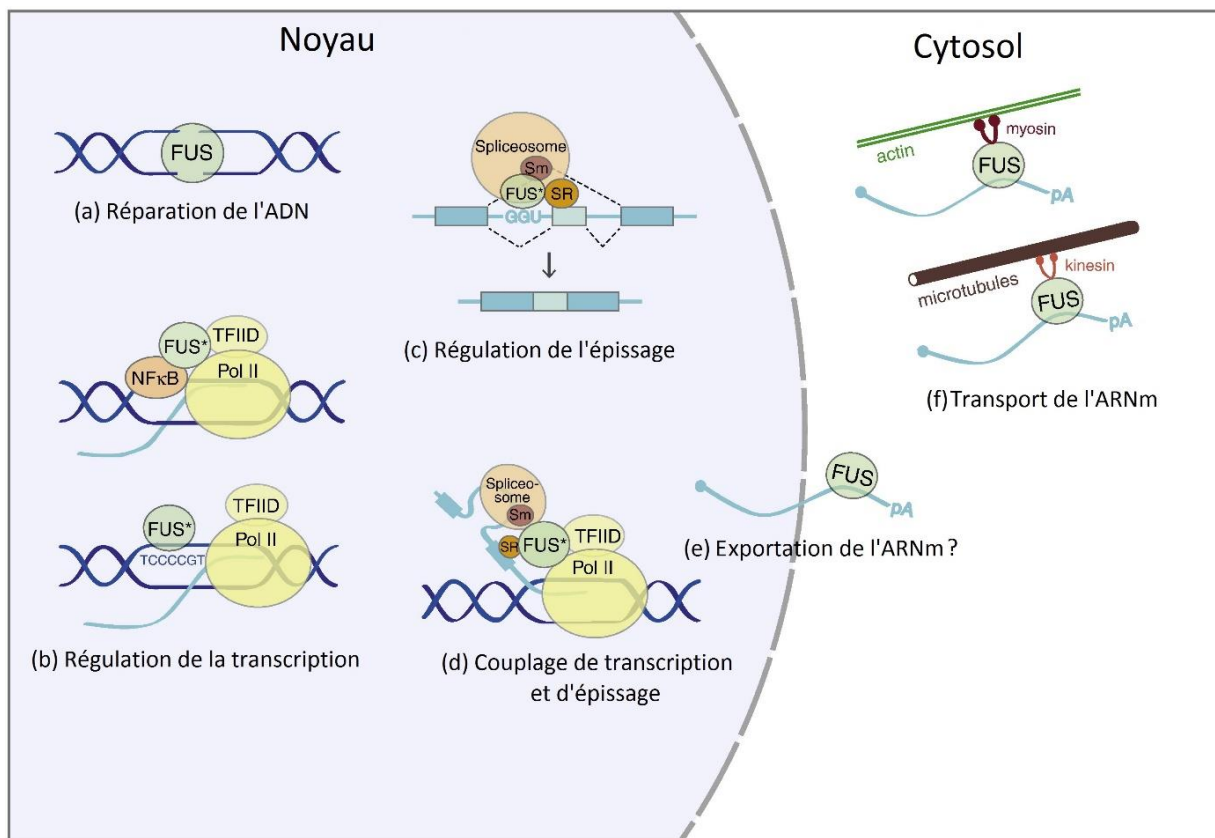 Noyau
Cytosol
FUS
(a) Réparation de l'ADN
Spliceosome
Sm
FUS*
SR
GGU
(c) Régulation de l'épissage
myosin
actin
FUS
pA
kinesin
microtubules
FUS
pA
(f) Transport de l'ARNm
TFIID
FUS*
Pol II
NFκB
TFIID
FUS*
Pol II
TCCCCGT
(b) Régulation de la transcription
Spliceo-
some
Sm
SR
FUS*
TFIID
Pol II
(d) Couplage de transcription
et d'épissage
FUS
pA
(e) Exportation de l'ARNm ?